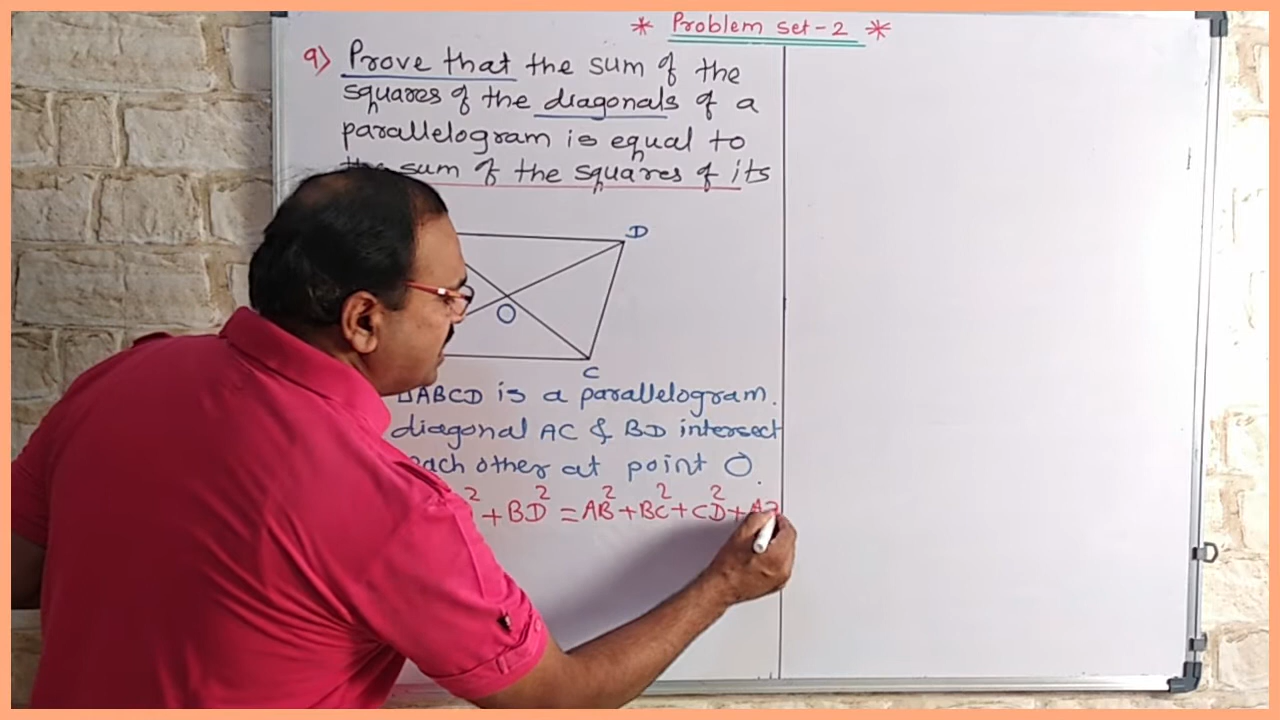 * Problem set-2 *
9) Prove that the sum of the
squares of the diagonals of a
parallelogram is equal to
the sum of the squares of its
D
O
C
□ABCD is a parallelogram.
diagonal AC & BD intersect
each other at point O.
² + BD² = AB² + BC² + CD² + A